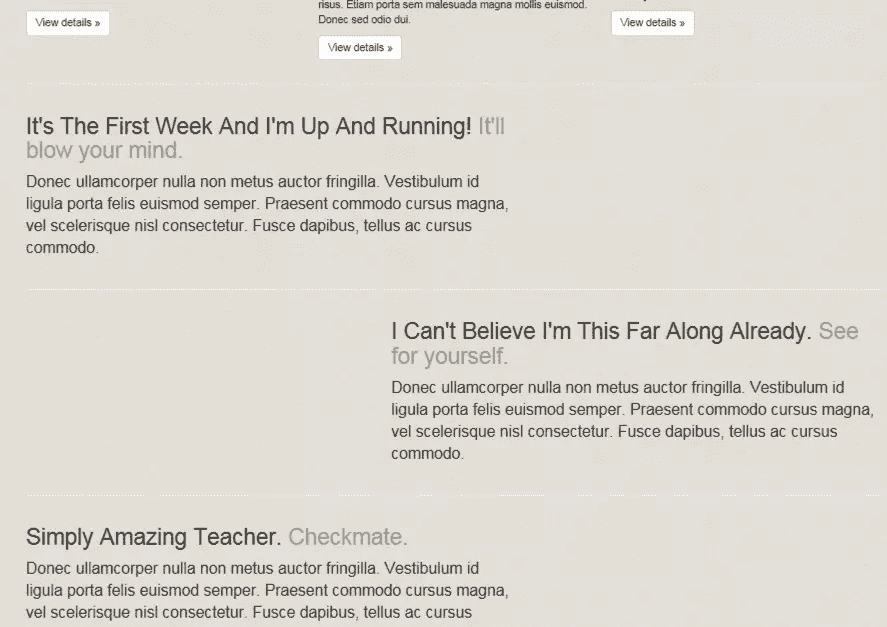 risus. Etiam porta sem malesuada magna mollis euismod.
Donec sed odio dui.
View details »
View details »
View details »
It's The First Week And I'm Up And Running! It'll
blow your mind.
Donec ullamcorper nulla non metus auctor fringilla. Vestibulum id
ligula porta felis euismod semper. Praesent commodo cursus magna,
vel scelerisque nisl consectetur. Fusce dapibus, tellus ac cursus
commodo.
I Can't Believe I'm This Far Along Already. See
for yourself.
Donec ullamcorper nulla non metus auctor fringilla. Vestibulum id
ligula porta felis euismod semper. Praesent commodo cursus magna,
vel scelerisque nisl consectetur. Fusce dapibus, tellus ac cursus
commodo.
Simply Amazing Teacher. Checkmate.
Donec ullamcorper nulla non metus auctor fringilla. Vestibulum id
ligula porta felis euismod semper. Praesent commodo cursus magna,
vel scelerisque nisl consectetur. Fusce dapibus, tellus ac cursus